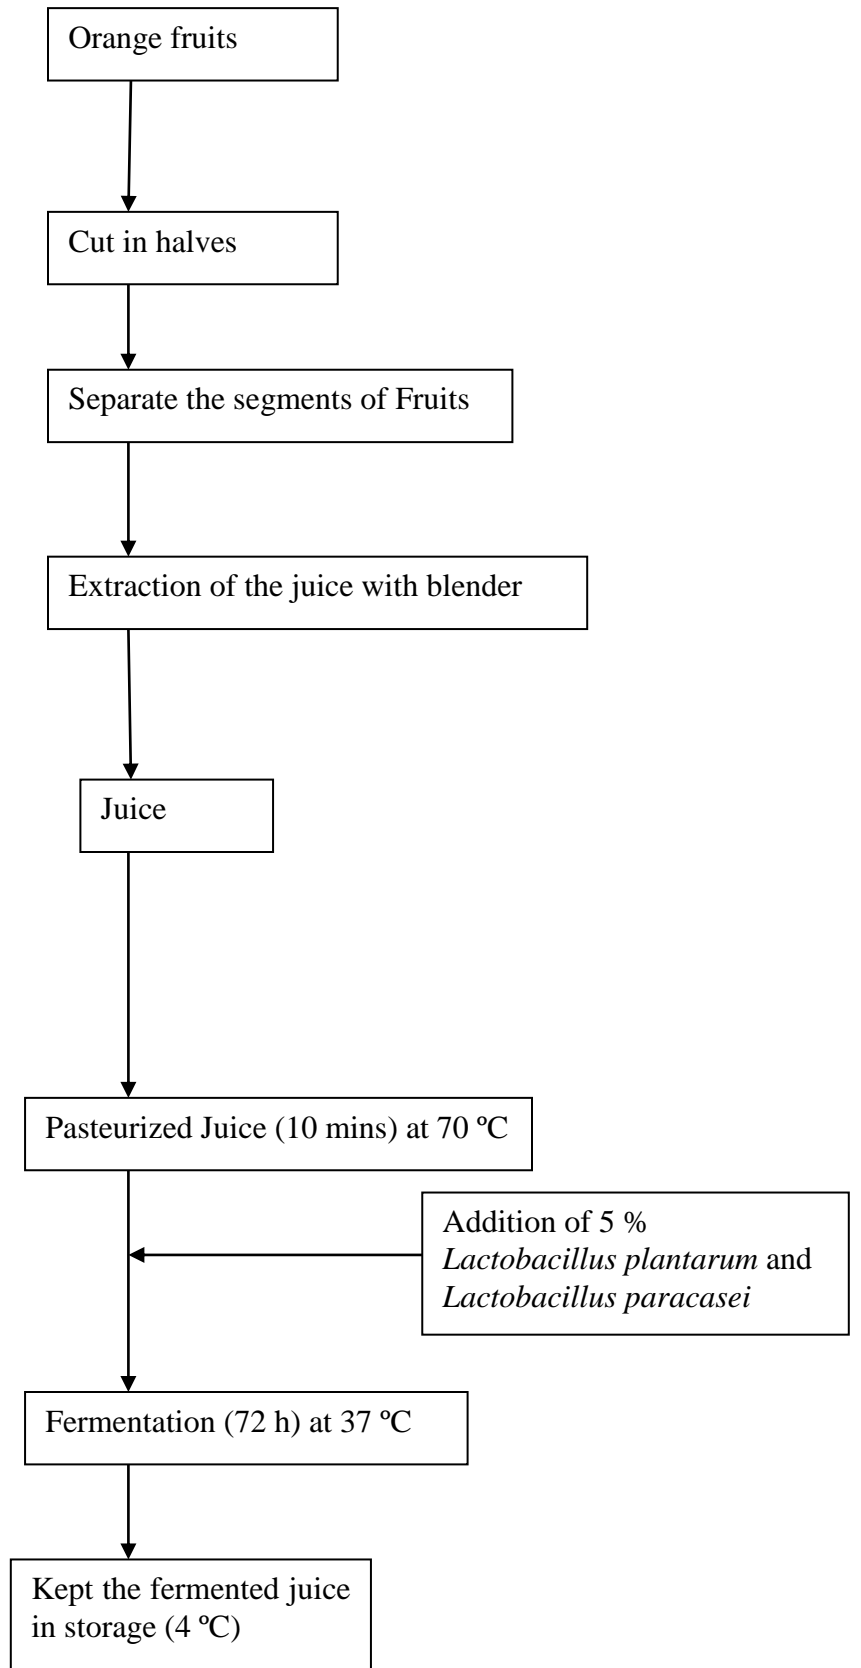 Orange fruits
Cut in halves
Separate the segments of Fruits
Extraction of the juice with blender
Juice
Pasteurized Juice (10 mins) at 70 ºC
Addition of 5 %
Lactobacillus plantarum and
Lactobacillus paracasei
Fermentation (72 h) at 37 ºC
Kept the fermented juice
in storage (4 ºC)